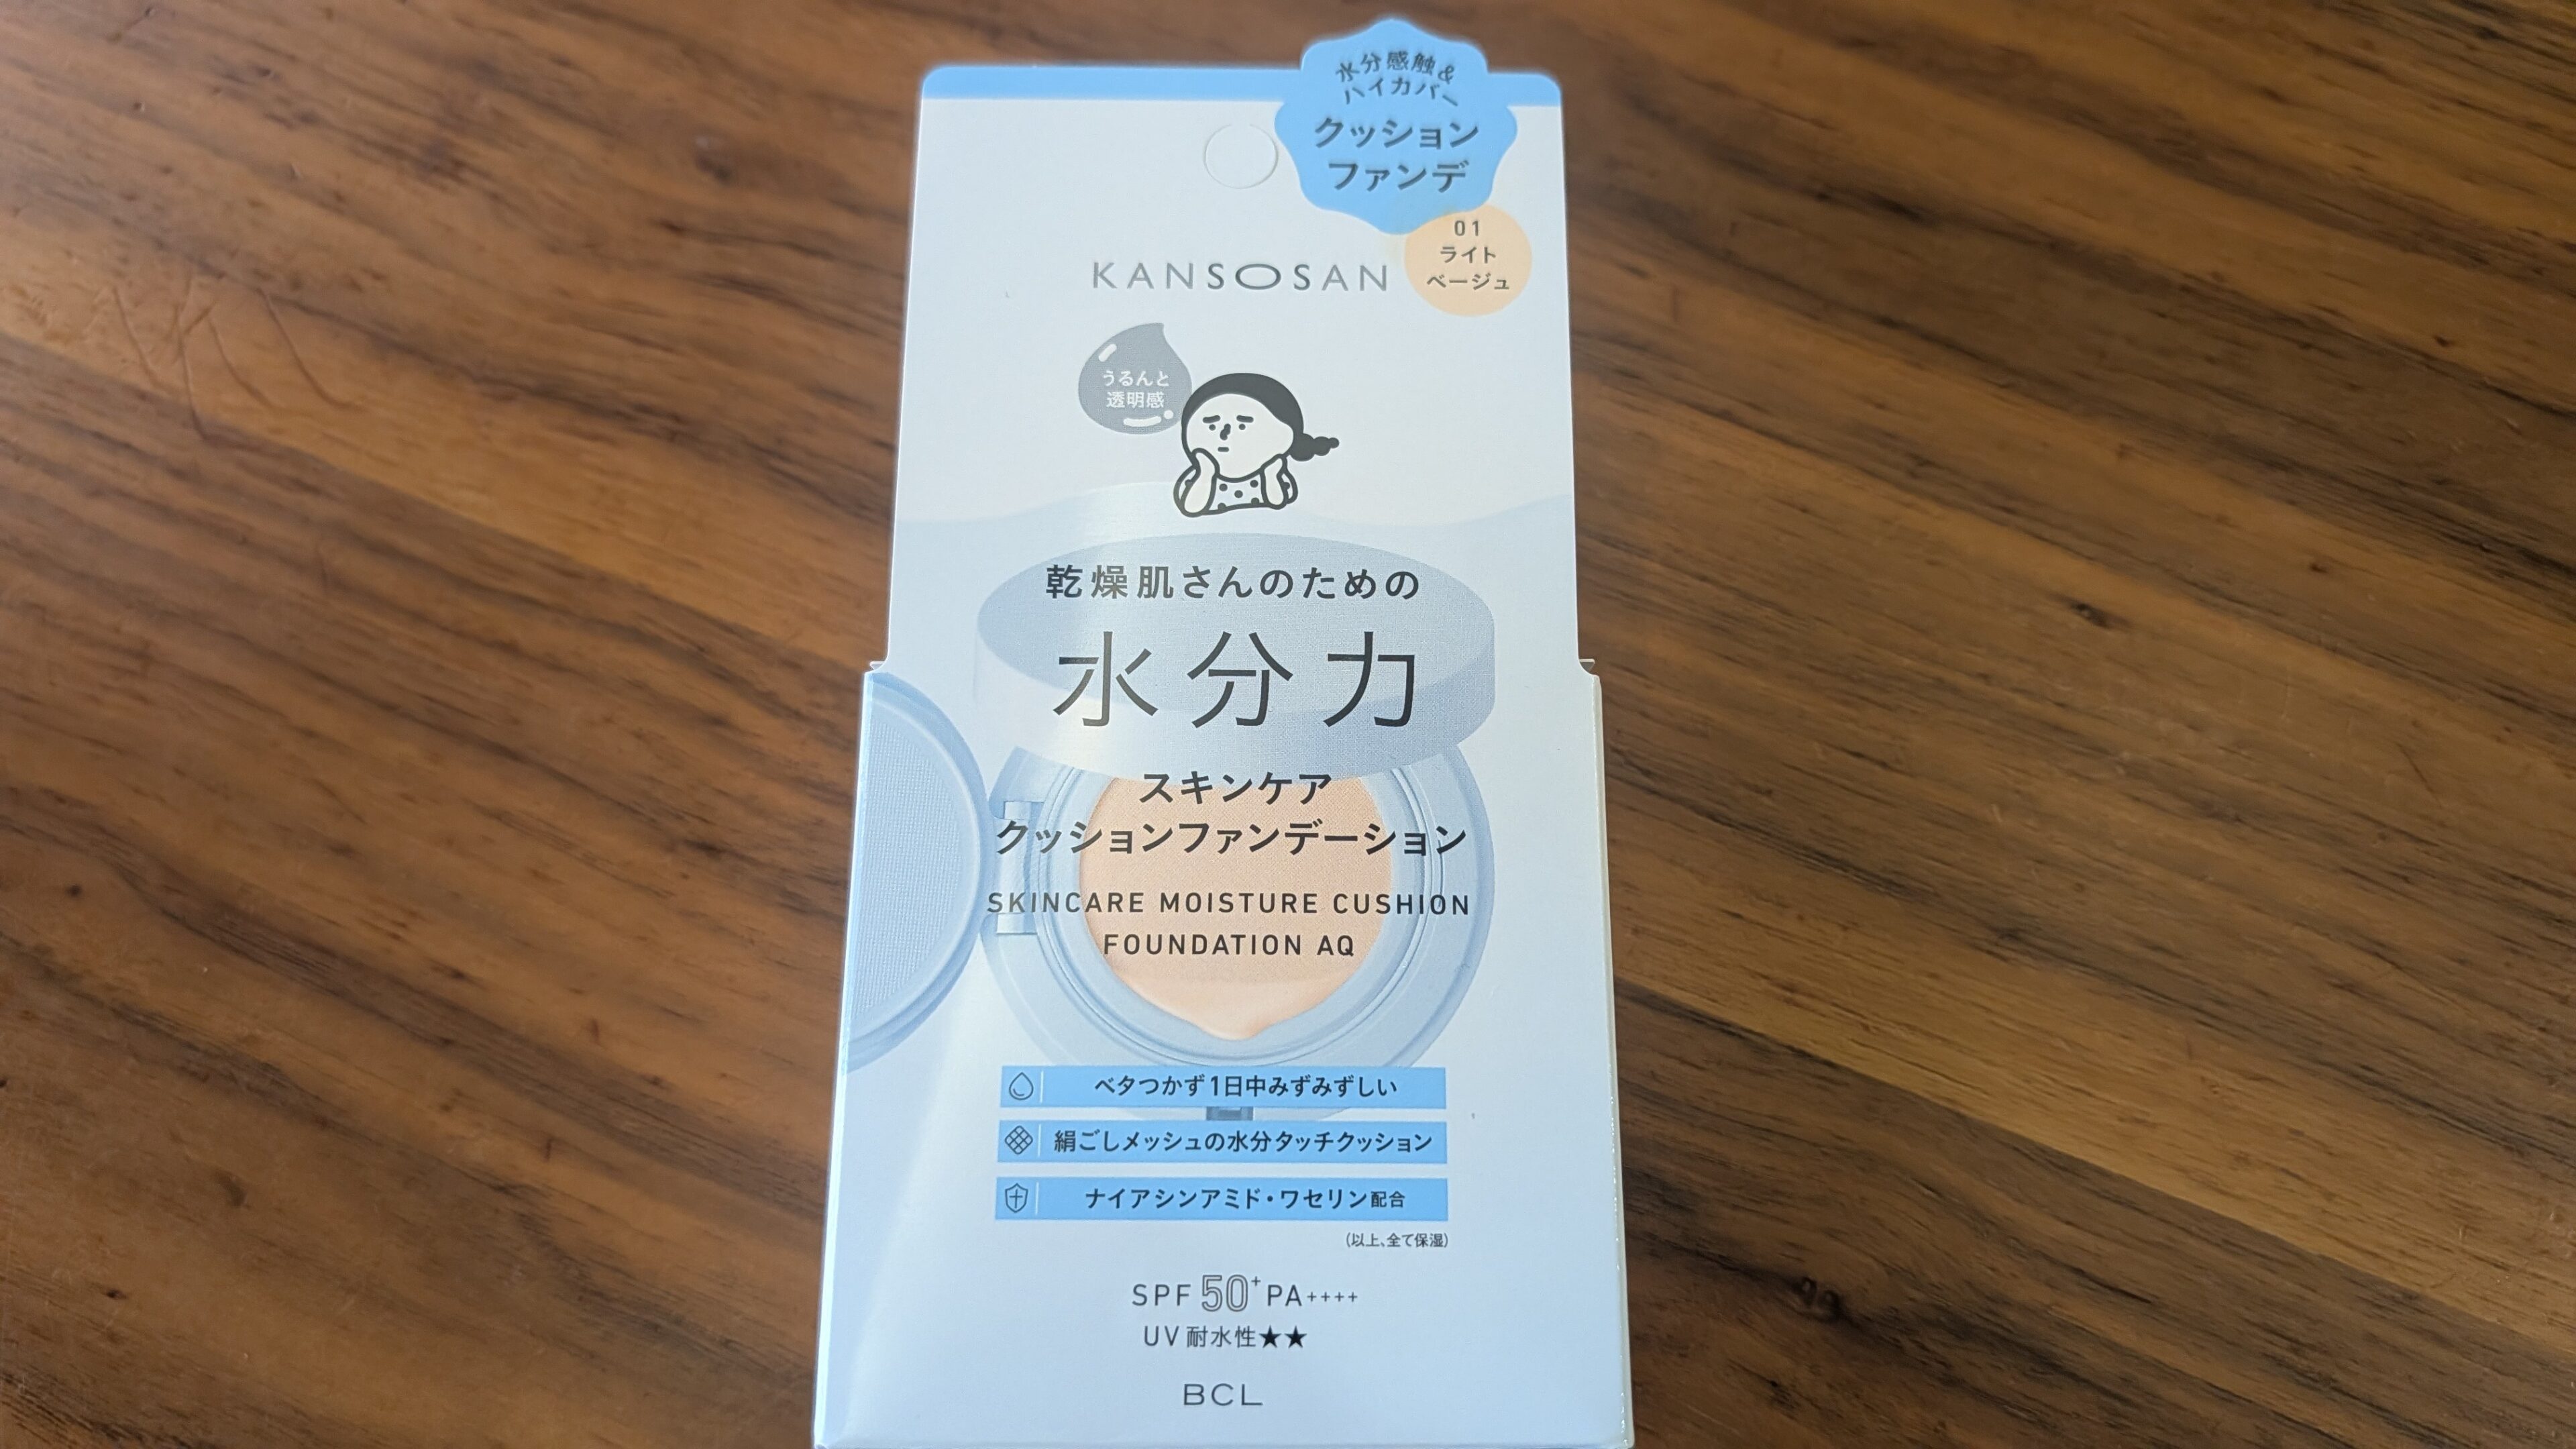 水分感触&
ハイカバー
クッション
ファンデ
01
ライト
ベージュ
KANSOSAN
うるんと
透明感
乾燥肌さんのための
水分力
スキンケア
クッションファンデーション
SKINCARE MOISTURE CUSHION
FOUNDATION AQ
ベタつかず1日中みずみずしい
絹ごしメッシュの水分タッチクッション
ナイアシンアミド・ワセリン配合
(以上、全て保湿)
SPF 50+ PA++++
UV耐水性★★
BCL